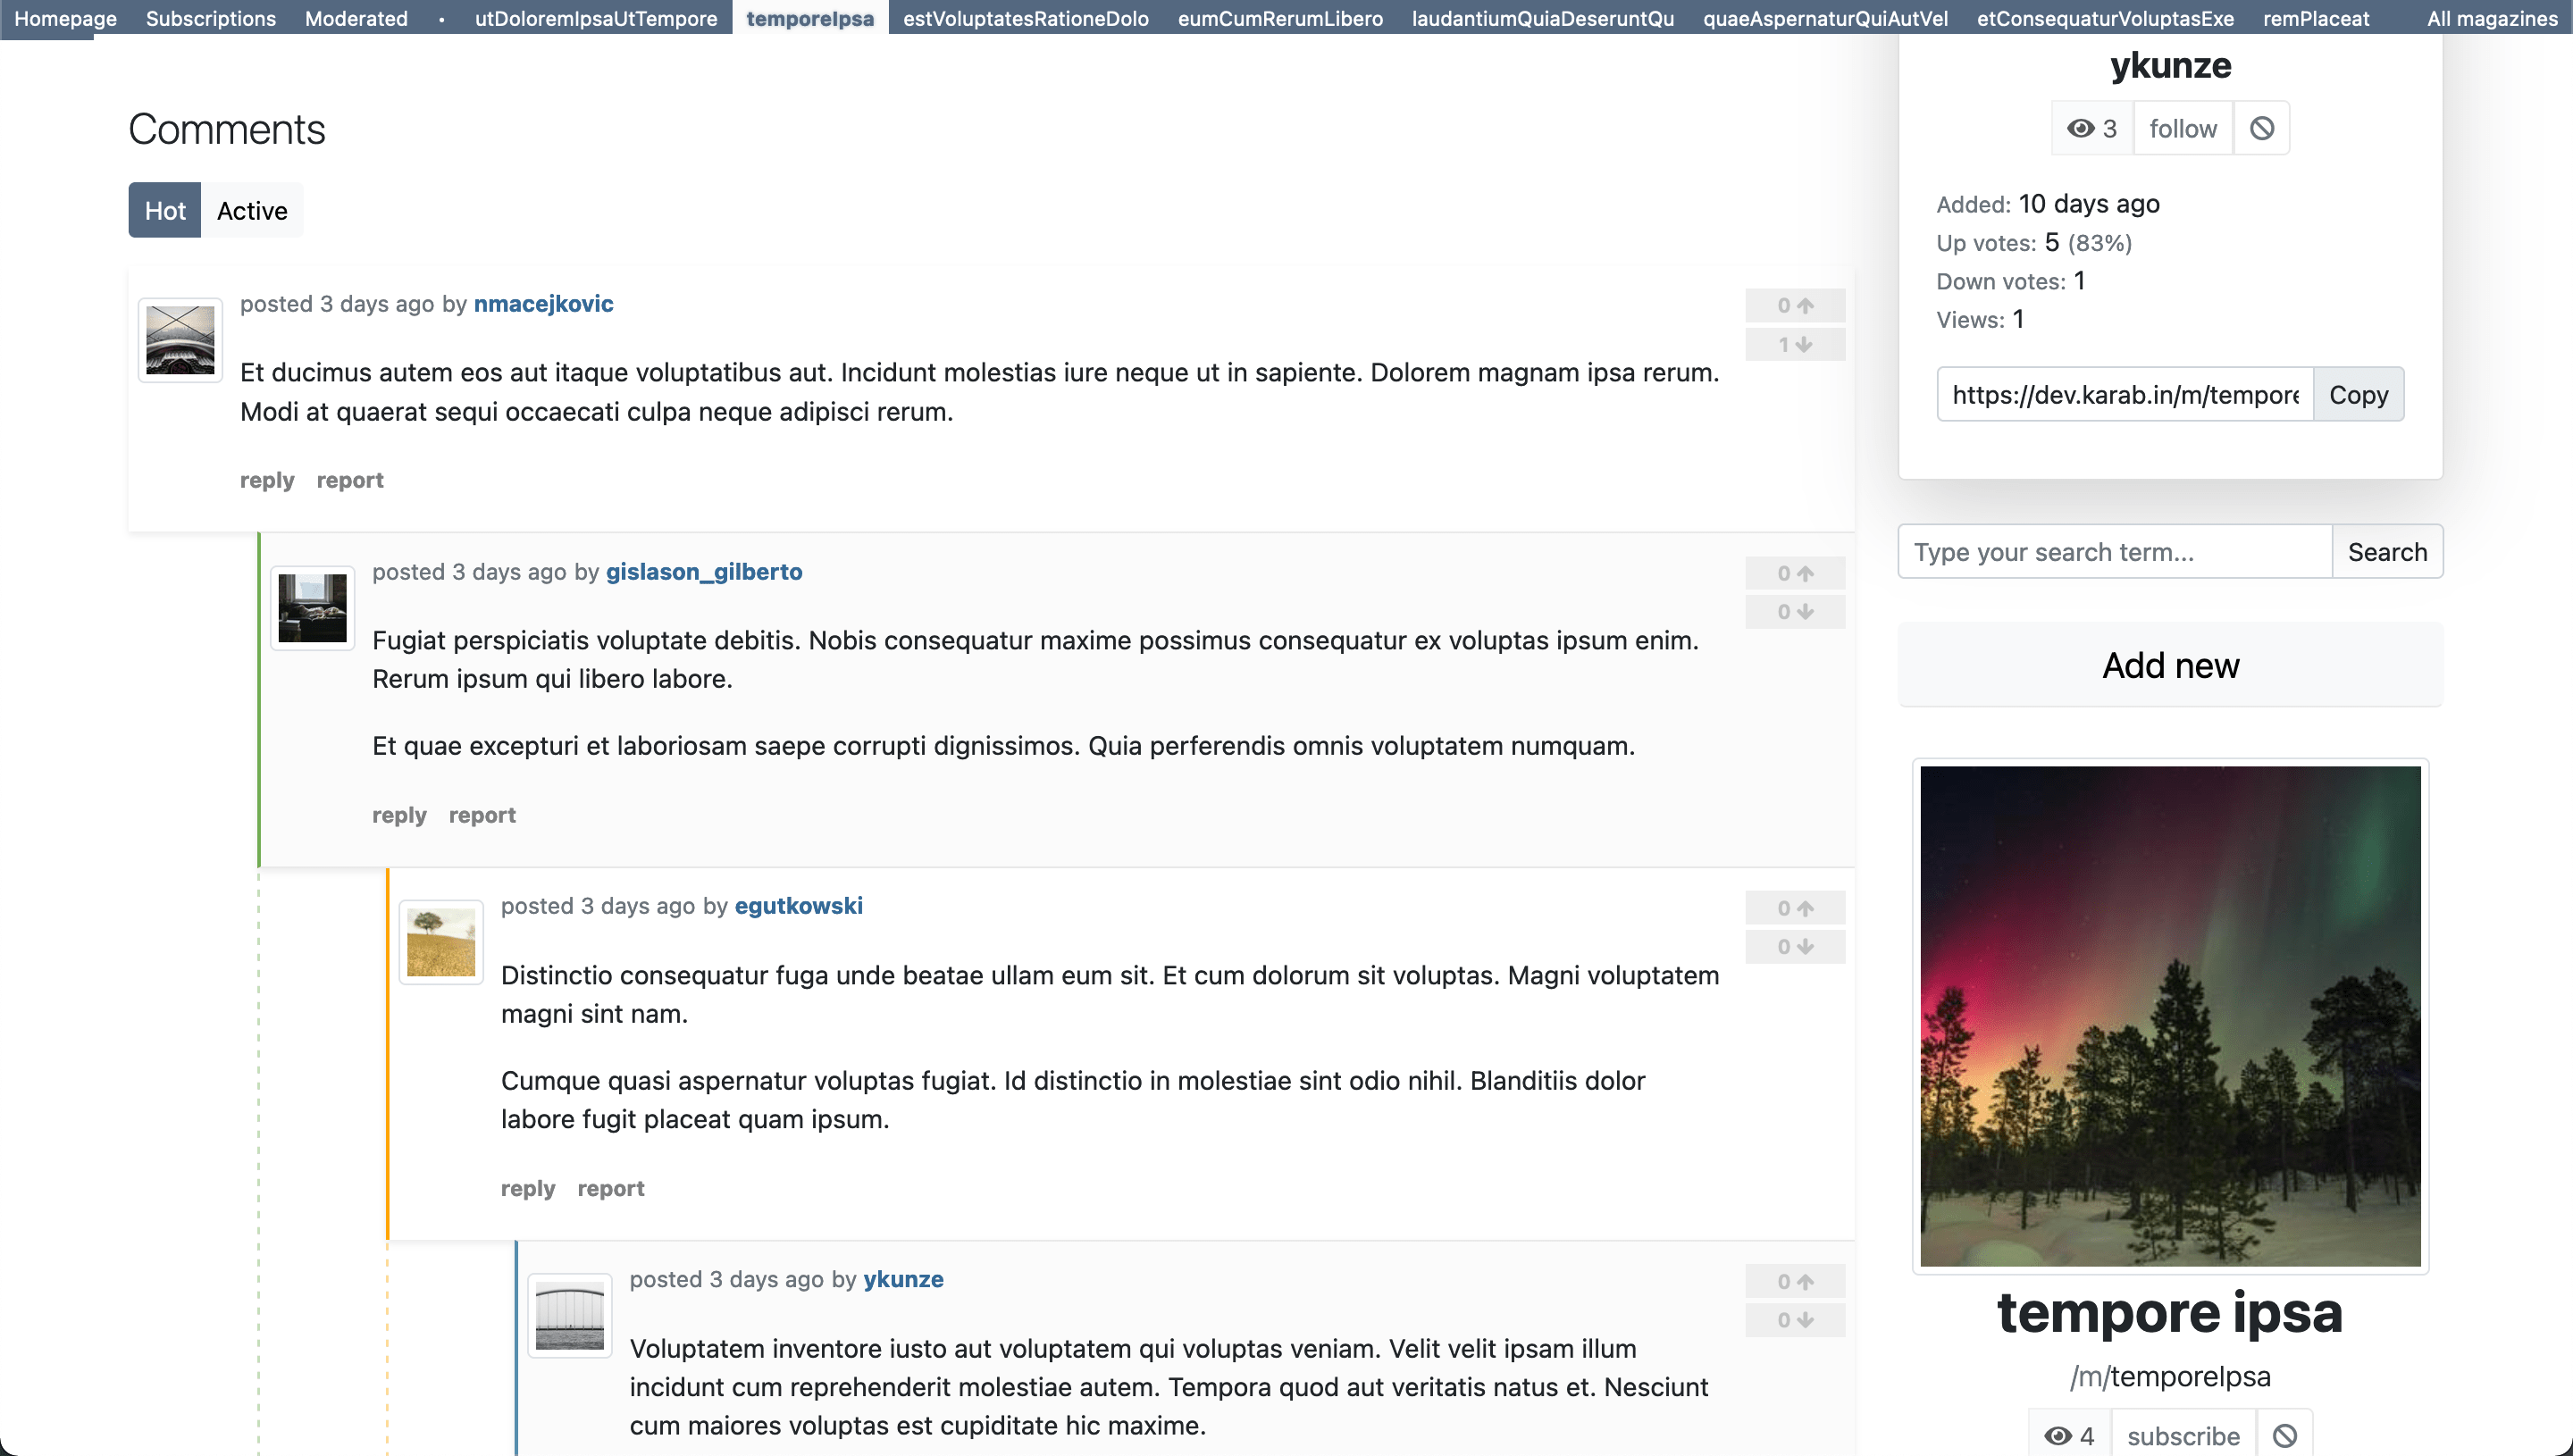 Homepage Subscriptions Moderated • utDoloremIpsaUtTempore temporeIpsa estVoluptatesRationeDolo eumCumRerumLibero laudantiumQuiaDeseruntQu quaeAspernaturQuiAutVel etConsequaturVoluptasExe remPlaceat All magazines
Comments
Hot Active
posted 3 days ago by nmacejkovic
0
1
Et ducimus autem eos aut itaque voluptatibus aut. Incidunt molestias iure neque ut in sapiente. Dolorem magnam ipsa rerum.
Modi at quaerat sequi occaecati culpa neque adipisci rerum.
reply report
posted 3 days ago by gislason_gilberto
0
0
Fugiat perspiciatis voluptate debitis. Nobis consequatur maxime possimus consequatur ex voluptas ipsum enim.
Rerum ipsum qui libero labore.
Et quae excepturi et laboriosam saepe corrupti dignissimos. Quia perferendis omnis voluptatem numquam.
reply report
posted 3 days ago by egutkowski
0
0
Distinctio consequatur fuga unde beatae ullam eum sit. Et cum dolorum sit voluptas. Magni voluptatem
magni sint nam.
Cumque quasi aspernatur voluptas fugiat. Id distinctio in molestiae sint odio nihil. Blanditiis dolor
labore fugit placeat quam ipsum.
reply report
posted 3 days ago by ykunze
0
0
Voluptatem inventore iusto aut voluptatem qui voluptas veniam. Velit velit ipsam illum
incidunt cum reprehenderit molestiae autem. Tempora quod aut veritatis natus et. Nesciunt
cum maiores voluptas est cupiditate hic maxime.
ykunze
3 follow
Added: 10 days ago
Up votes: 5 (83%)
Down votes: 1
Views: 1
https://dev.karab.in/m/tempore Copy
Type your search term... Search
Add new
tempore ipsa
/m/temporeIpsa
4 subscribe